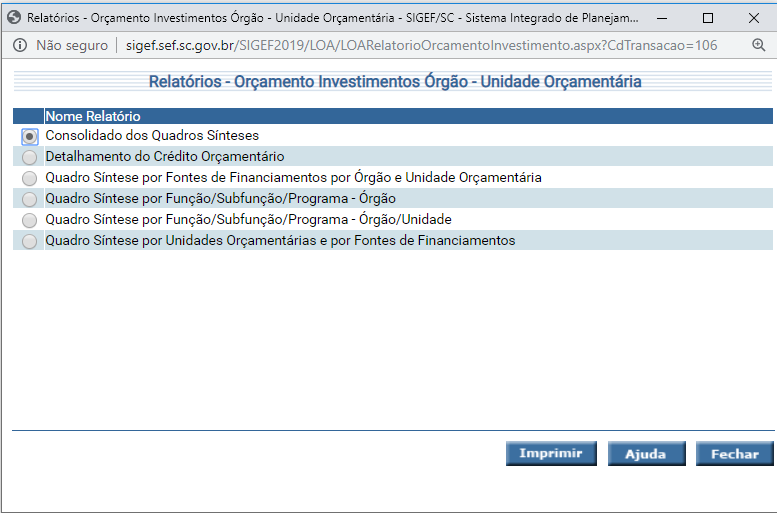 Relatórios - Orçamento Investimentos Órgão - Unidade Orçamentária - SIGEF/SC - Sistema Integrado de Planejam...
Não seguro | sigef.sef.sc.gov.br/SIGEF2019/LOA/LOARelatorioOrcamentoInvestimento.aspx?CdTransacao=106
Relatórios - Orçamento Investimentos Órgão - Unidade Orçamentária
Nome Relatório
Consolidado dos Quadros Sínteses
Detalhamento do Crédito Orçamentário
Quadro Síntese por Fontes de Financiamentos por Órgão e Unidade Orçamentária
Quadro Síntese por Função/Subfunção/Programa - Órgão
Quadro Síntese por Função/Subfunção/Programa - Órgão/Unidade
Quadro Síntese por Unidades Orçamentárias e por Fontes de Financiamentos
Imprimir Ajuda Fechar